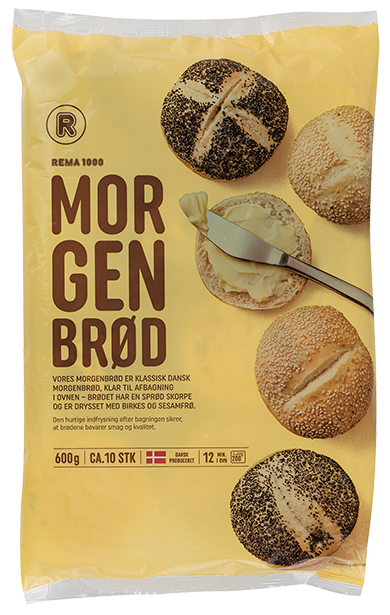 R
REMA 1000
MOR
GEN
BRØD
VORES MORGENBRØD ER KLASSISK DANSK
MORGENBRØD, KLAR TIL AFBAGNING
I OVNEN – BRØDET HAR EN SPRØD SKORPE
OG ER DRYSSET MED BIRKES OG SESAMFRØ.
Den hurtige indfrysning efter bagningen sikrer,
at brødene bevarer smag og kvalitet.
600g CA.10 STK DANSK PRODUCERET 12 MIN. I OVN